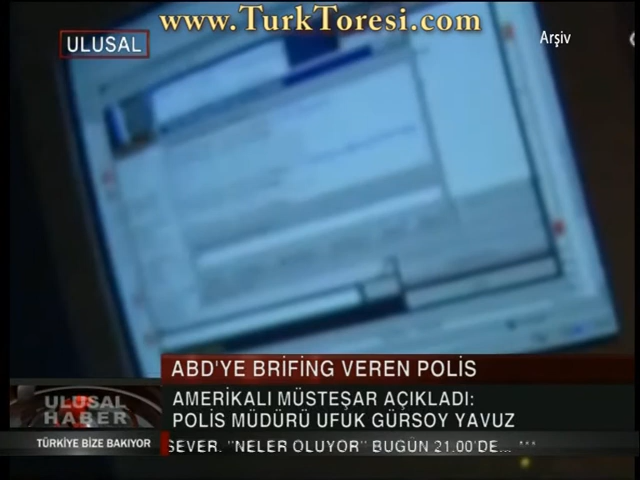 www.TurkToresi.com
ULUSAL
Arşiv
ABD'YE BRİFİNG VEREN POLİS
AMERİKALI MÜSTEŞAR AÇIKLADI:
POLİS MÜDÜRÜ UFUK GÜRSOY YAVUZ
ULUSAL
HABER
TÜRKİYE BİZE BAKIYOR
SEVER, "NELER OLUYOR" BUGÜN 21.00'DE...